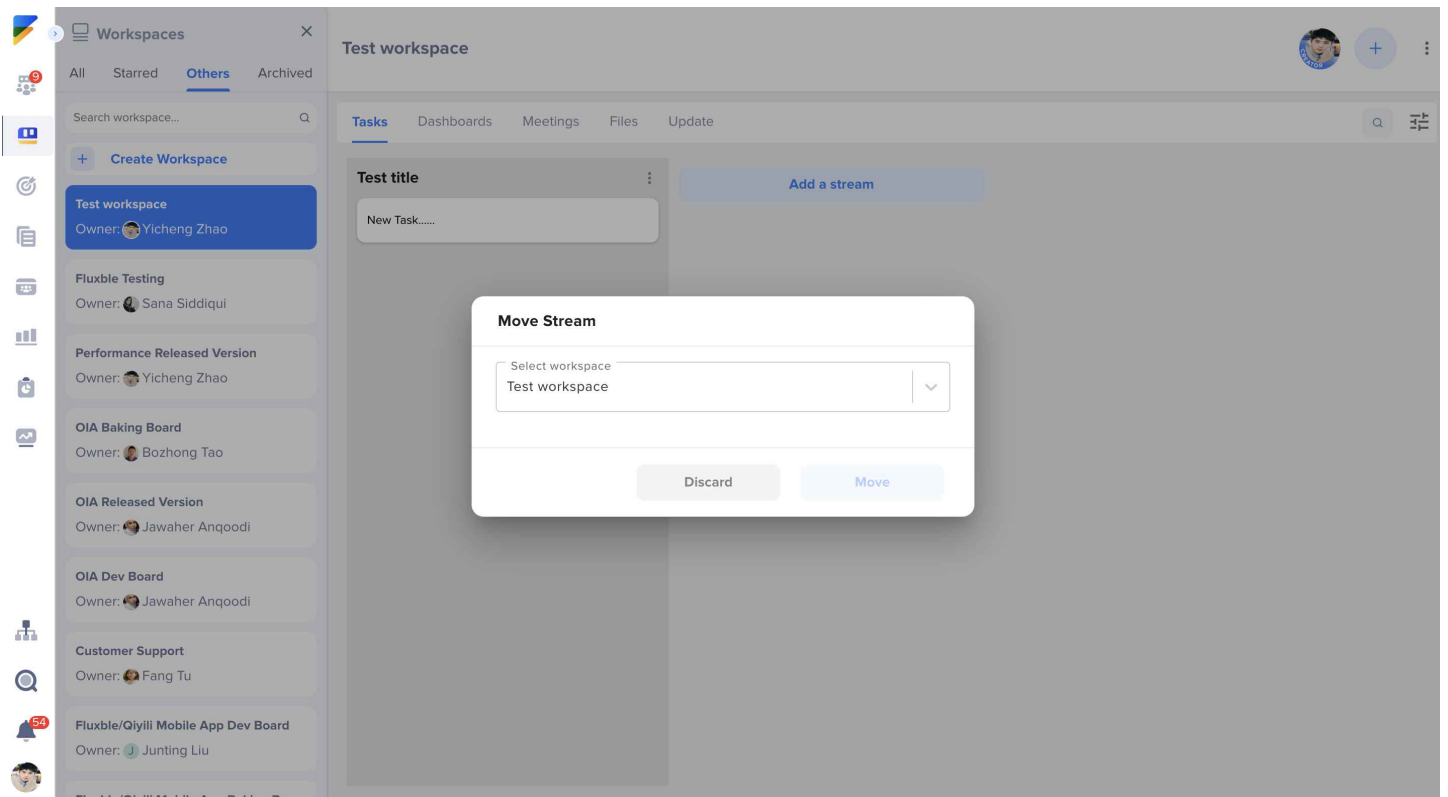 Workspaces
All Starred Others Archived
Search workspace...
+ Create Workspace
Test workspace
Owner: Yicheng Zhao
Fluxble Testing
Owner: Sana Siddiqui
Performance Released Version
Owner: Yicheng Zhao
OIA Baking Board
Owner: Bozhong Tao
OIA Released Version
Owner: Jawaher Anqoodi
OIA Dev Board
Owner: Jawaher Anqoodi
Customer Support
Owner: Fang Tu
Fluxble/Qiyili Mobile App Dev Board
Owner: J Junting Liu
9
54
Test workspace
CREATOR
+
Tasks Dashboards Meetings Files Update
Test title
New Task......
Add a stream
Move Stream
Select workspace
Test workspace
Discard Move